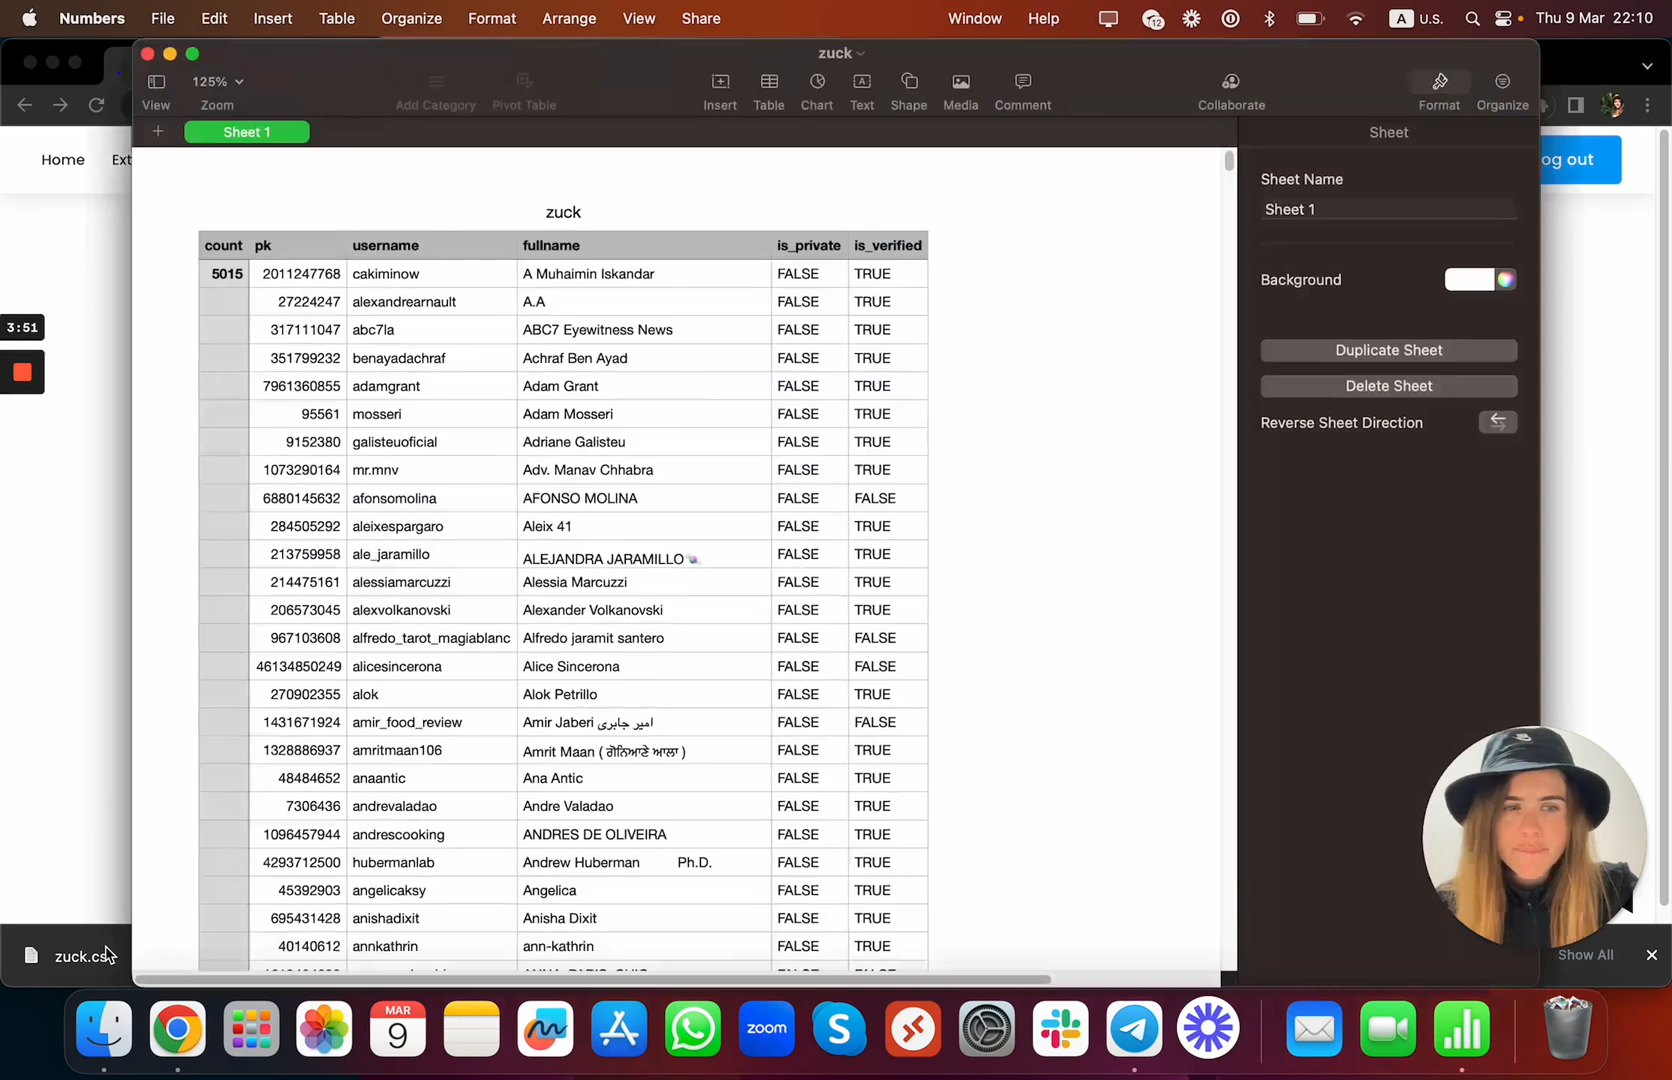 Numbers File Edit Insert Table Organize Format Arrange View Share Window Help 12 A U.S. Thu 9 Mar 22:10
zuck
125%
View Zoom Add Category Pivot Table Insert Table Chart Text Shape Media Comment Collaborate Format Organize
+ Sheet 1 Sheet
Home Ext og out
Sheet Name
Sheet 1
Background
Duplicate Sheet
Delete Sheet
Reverse Sheet Direction
3:51
zuck
count pk username fullname is_private is_verified
5015 2011247768 cakiminow A Muhaimin Iskandar FALSE TRUE
27224247 alexandrearnault A.A FALSE TRUE
317111047 abc7la ABC7 Eyewitness News FALSE TRUE
351799232 benayadachraf Achraf Ben Ayad FALSE TRUE
7961360855 adamgrant Adam Grant FALSE TRUE
95561 mosseri Adam Mosseri FALSE TRUE
9152380 galisteuoficial Adriane Galisteu FALSE TRUE
1073290164 mr.mnv Adv. Manav Chhabra FALSE TRUE
6880145632 afonsomolina AFONSO MOLINA FALSE FALSE
284505292 aleixespargaro Aleix 41 FALSE TRUE
213759958 ale_jaramillo ALEJANDRA JARAMILLO🍬 FALSE TRUE
214475161 alessiamarcuzzi Alessia Marcuzzi FALSE TRUE
206573045 alexvolkanovski Alexander Volkanovski FALSE TRUE
967103608 alfredo_tarot_magiablanc Alfredo jaramit santero FALSE FALSE
46134850249 alicesincerona Alice Sincerona FALSE FALSE
270902355 alok Alok Petrillo FALSE TRUE
1431671924 amir_food_review Amir Jaberi امیر جابری FALSE FALSE
1328886937 amritmaan106 Amrit Maan ( ਗੋਨਿਆਣੇ ਆਲਾ ) FALSE TRUE
48484652 anaantic Ana Antic FALSE TRUE
7306436 andrevaladao Andre Valadao FALSE TRUE
1096457944 andrescooking ANDRES DE OLIVEIRA FALSE TRUE
4293712500 hubermanlab Andrew Huberman Ph.D. FALSE TRUE
45392903 angelicaksy Angelica FALSE TRUE
695431428 anishadixit Anisha Dixit FALSE TRUE
40140612 annkathrin ann-kathrin FALSE TRUE
zuck.cs Show All
MAR
9
zoom